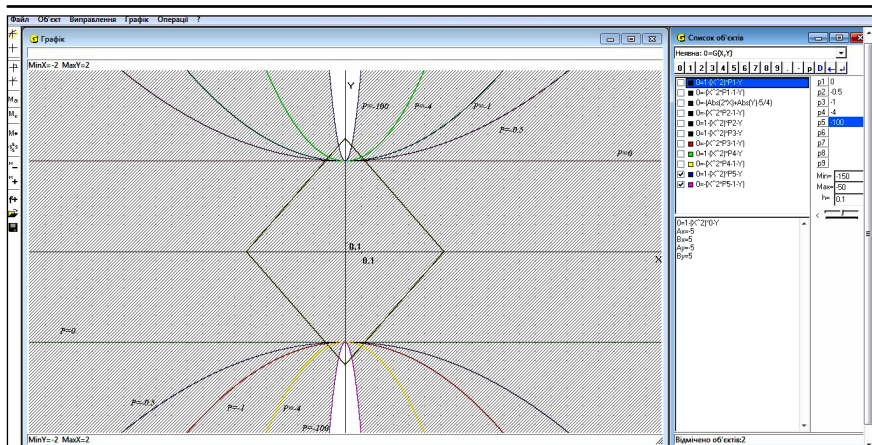 Файл Об'єкт Виправлення Графік Операції ?
Графік
MinX=-2 MaxY=2
Y
P=-100
P=-4
P=-1
P=-0.5
P=0
0.1
0.1
X
P=0
P=-0.5
P=-1
P=-4
P=-100
MinY=-2 MaxX=2
Список об'єктів
Неявна: 0=G(X,Y)
0 1 2 3 4 5 6 7 8 9 . - p D
0=1-(X^2)*P1-Y
0=-(X^2*P1-1-Y)
0=-(Abs(2*X)+Abs(Y)-5/4)
0=-(X^2*P2-1-Y)
0=1-(X^2)*P2-Y
0=1-(X^2)*P3-Y
0=-(X^2*P3-1-Y)
0=1-(X^2)*P4-Y
0=-(X^2*P4-1-Y)
0=1-(X^2)*P5-Y
0=-(X^2*P5-1-Y)
p1 0
p2 -0.5
p3 -1
p4 -4
p5 -100
p6
p7
p8
p9
Min= -150
Max= -50
h= 0.1
0=1-(X^2)*0-Y
Ax=-5
Bx=5
Ay=-5
By=5
Відмічено об'єктів:2